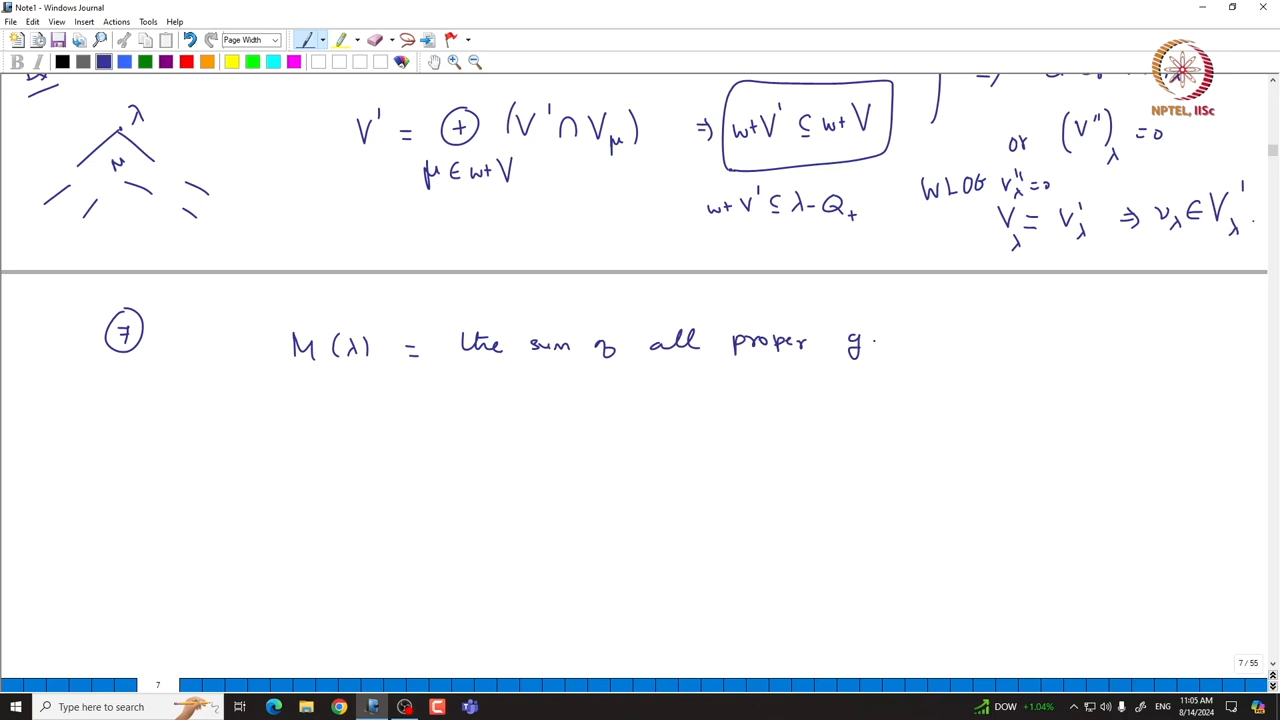 Note1 - Windows Journal
File Edit View Insert Actions Tools Help
Page Width
B I
NPTEL, IISc
λ
μ
V' = ⊕ (V' ∩ V_μ) ⇒ wt V' ⊆ wt V
μ ∈ wt V
wt V' ⊆ λ - Q_+
or (V'')_λ = 0
WLOG V''_λ = 0
V_λ = V'_λ ⇒ v_λ ∈ V'_λ .
⑦ M(λ) = the sum of all proper g.
7 / 55
7
Type here to search
DOW +1.04%
ENG
11:05 AM
8/14/2024